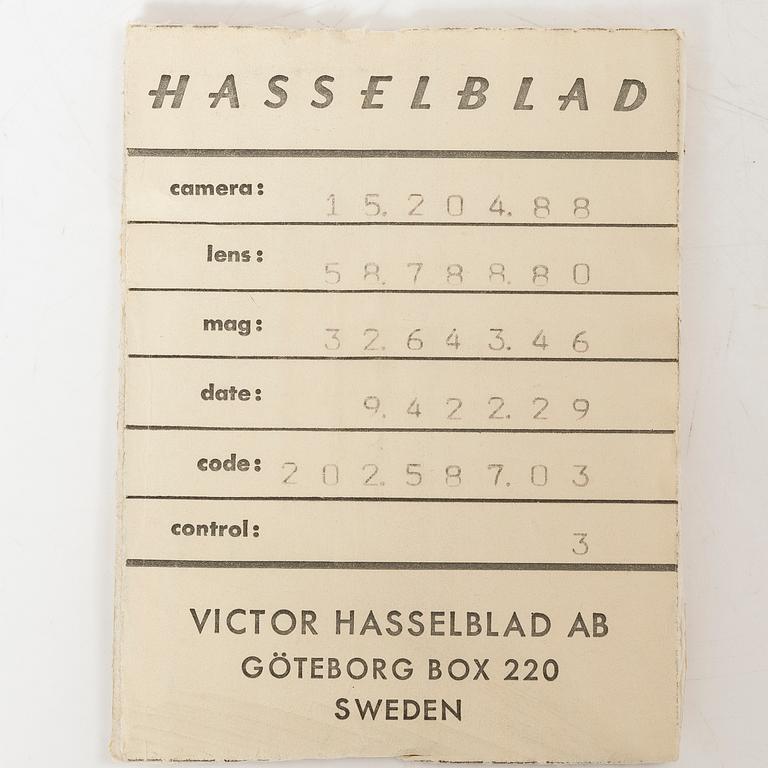 HASSELBLAD
camera: 15.204.88
lens: 58.788.80
mag: 32.643.46
date: 9.422.29
code: 202.587.03
control: 3
VICTOR HASSELBLAD AB
GÖTEBORG BOX 220
SWEDEN